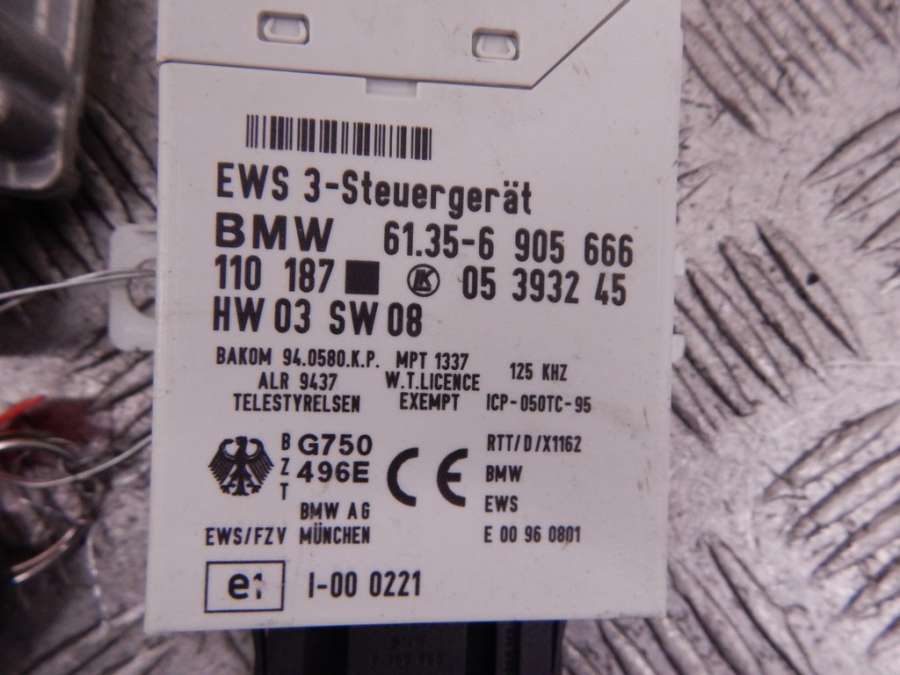 EWS 3-Steuergerät
BMW 61.35-6 905 666
110 187 K 05 3932 45
HW 03 SW 08
BAKOM 94.0580.K.P. MPT 1337 125 KHZ
ALR 9437 W.T.LICENCE
TELESTYRELSEN EXEMPT ICP-050TC-95
BZT G750 496E CE RTT/D/X1162
BMW
BMW AG EWS
EWS/FZV MÜNCHEN E 00 96 0801
e1 I-00 0221